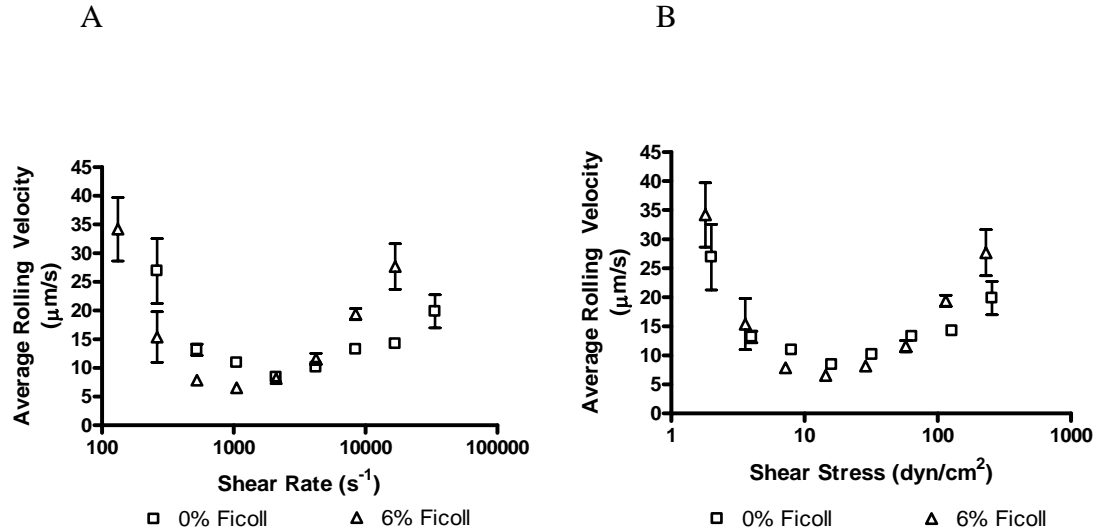 A
B
Average Rolling Velocity
(μm/s)
45
40
35
30
25
20
15
10
5
0
100
1000
10000
100000
Shear Rate (s⁻¹)
0% Ficoll
6% Ficoll
Average Rolling Velocity
(μm/s)
45
40
35
30
25
20
15
10
5
0
1
10
100
1000
Shear Stress (dyn/cm²)
0% Ficoll
6% Ficoll